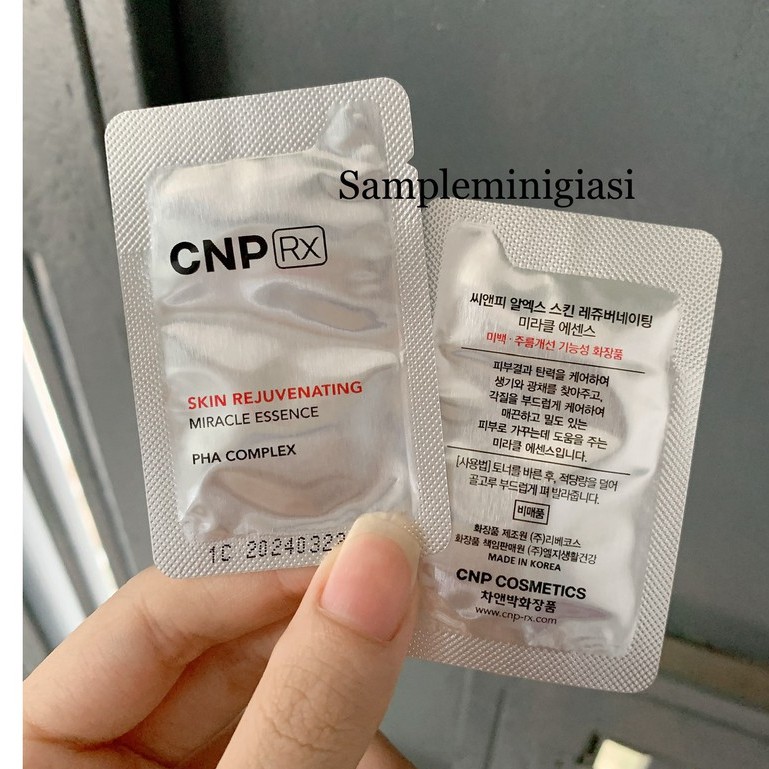 Sampleminigiasi
CNP Rx
SKIN REJUVENATING
MIRACLE ESSENCE
PHA COMPLEX
1C 20240323
씨앤피 알엑스 스킨 레쥬버네이팅
미라클 에센스
미백 · 주름개선 기능성 화장품
피부결과 탄력을 케어하여
생기와 광채를 찾아주고,
각질을 부드럽게 케어하여
매끈하고 밀도 있는
피부로 가꾸는데 도움을 주는
미라클 에센스입니다.
[사용법] 토너를 바른 후, 적당량을 덜어
골고루 부드럽게 펴 발라줍니다.
비매품
화장품 제조원 (주)리베코스
화장품 책임판매원 (주)엘지생활건강
MADE IN KOREA
CNP COSMETICS
차앤박화장품
www.cnp-rx.com